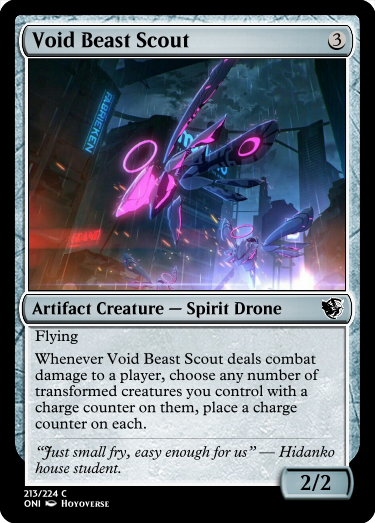 Void Beast Scout 3
FABRIEKEN
Artifact Creature — Spirit Drone
Flying
Whenever Void Beast Scout deals combat
damage to a player, choose any number of
transformed creatures you control with a
charge counter on them, place a charge
counter on each.
“Just small fry, easy enough for us” — Hidanko
house student.
2/2
213/224 C
ONI Hoyoverse